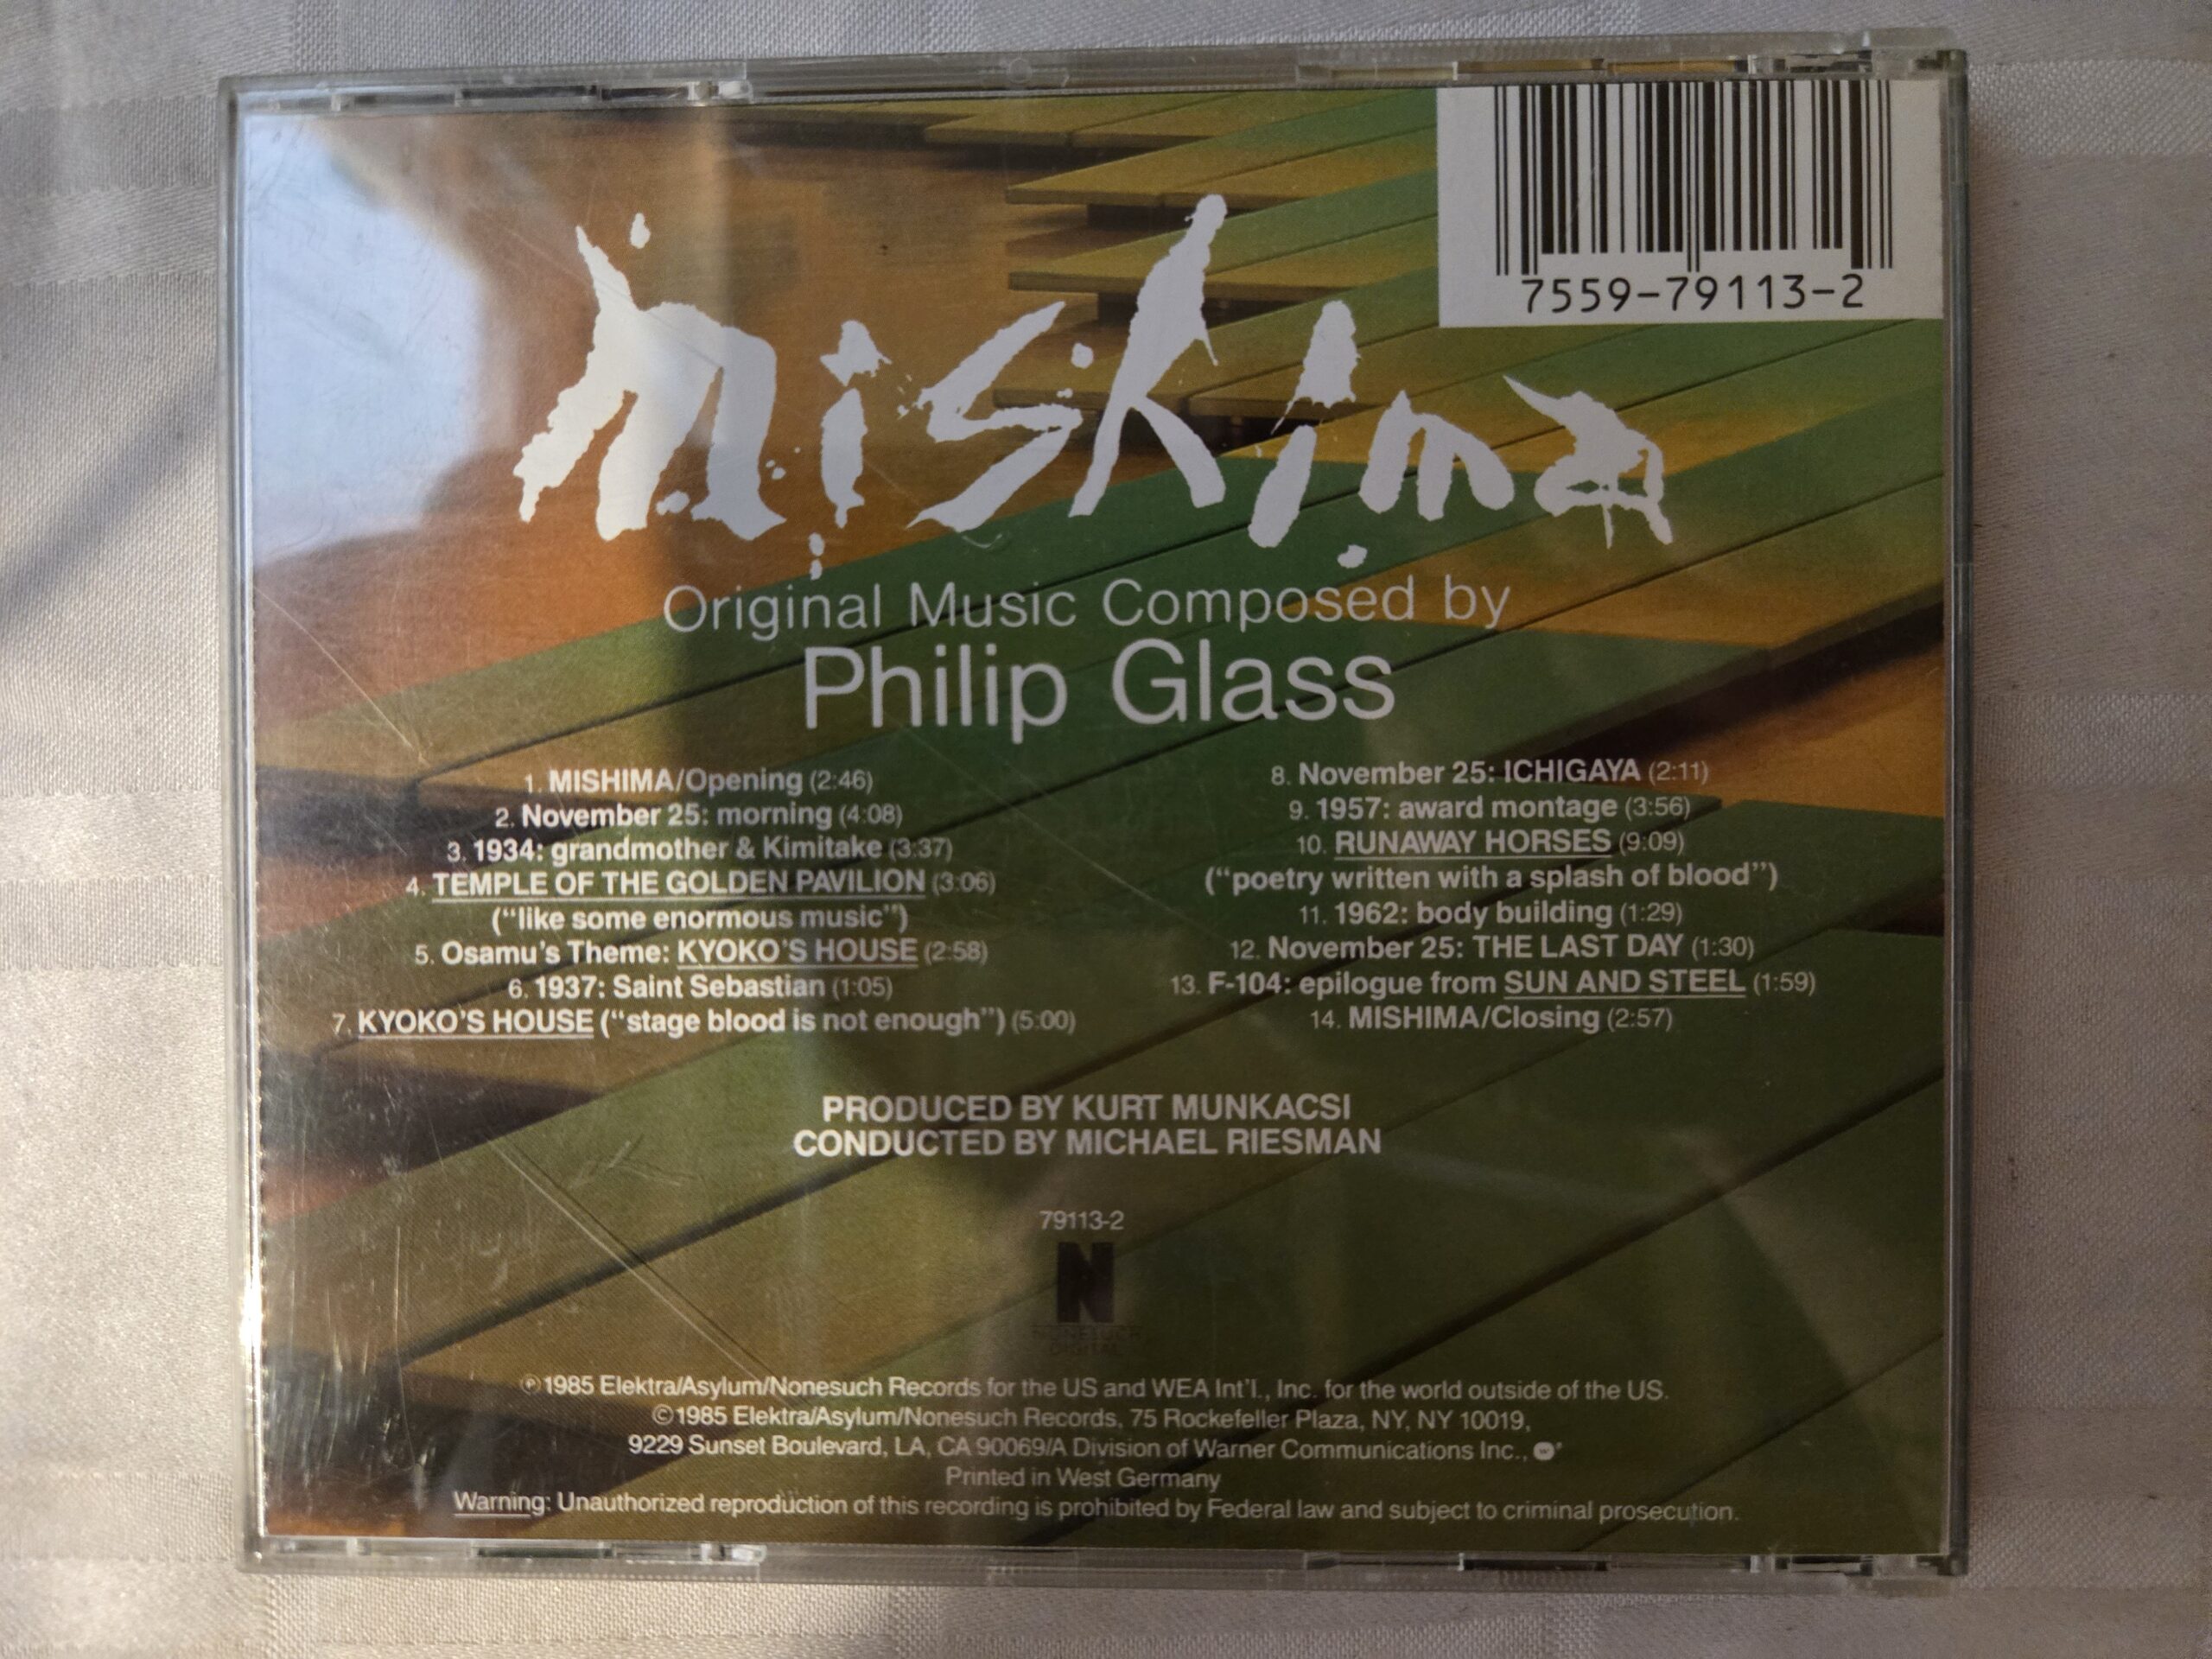 7559-79113-2
mishima
Original Music Composed by
Philip Glass
1. MISHIMA/Opening (2:46)
2. November 25: morning (4:08)
3. 1934: grandmother & Kimitake (3:37)
4. TEMPLE OF THE GOLDEN PAVILION (3:06)
("like some enormous music")
5. Osamu's Theme: KYOKO'S HOUSE (2:58)
6. 1937: Saint Sebastian (1:05)
7. KYOKO'S HOUSE ("stage blood is not enough") (5:00)
8. November 25: ICHIGAYA (2:11)
9. 1957: award montage (3:56)
10. RUNAWAY HORSES (9:09)
("poetry written with a splash of blood")
11. 1962: body building (1:29)
12. November 25: THE LAST DAY (1:30)
13. F-104: epilogue from SUN AND STEEL (1:59)
14. MISHIMA/Closing (2:57)
PRODUCED BY KURT MUNKACSI
CONDUCTED BY MICHAEL RIESMAN
79113-2
N
NONESUCH
DIGITAL
℗1985 Elektra/Asylum/Nonesuch Records for the US and WEA Int'l., Inc. for the world outside of the US.
©1985 Elektra/Asylum/Nonesuch Records, 75 Rockefeller Plaza, NY, NY 10019,
9229 Sunset Boulevard, LA, CA 90069/A Division of Warner Communications Inc.,
Printed in West Germany
Warning: Unauthorized reproduction of this recording is prohibited by Federal law and subject to criminal prosecution.